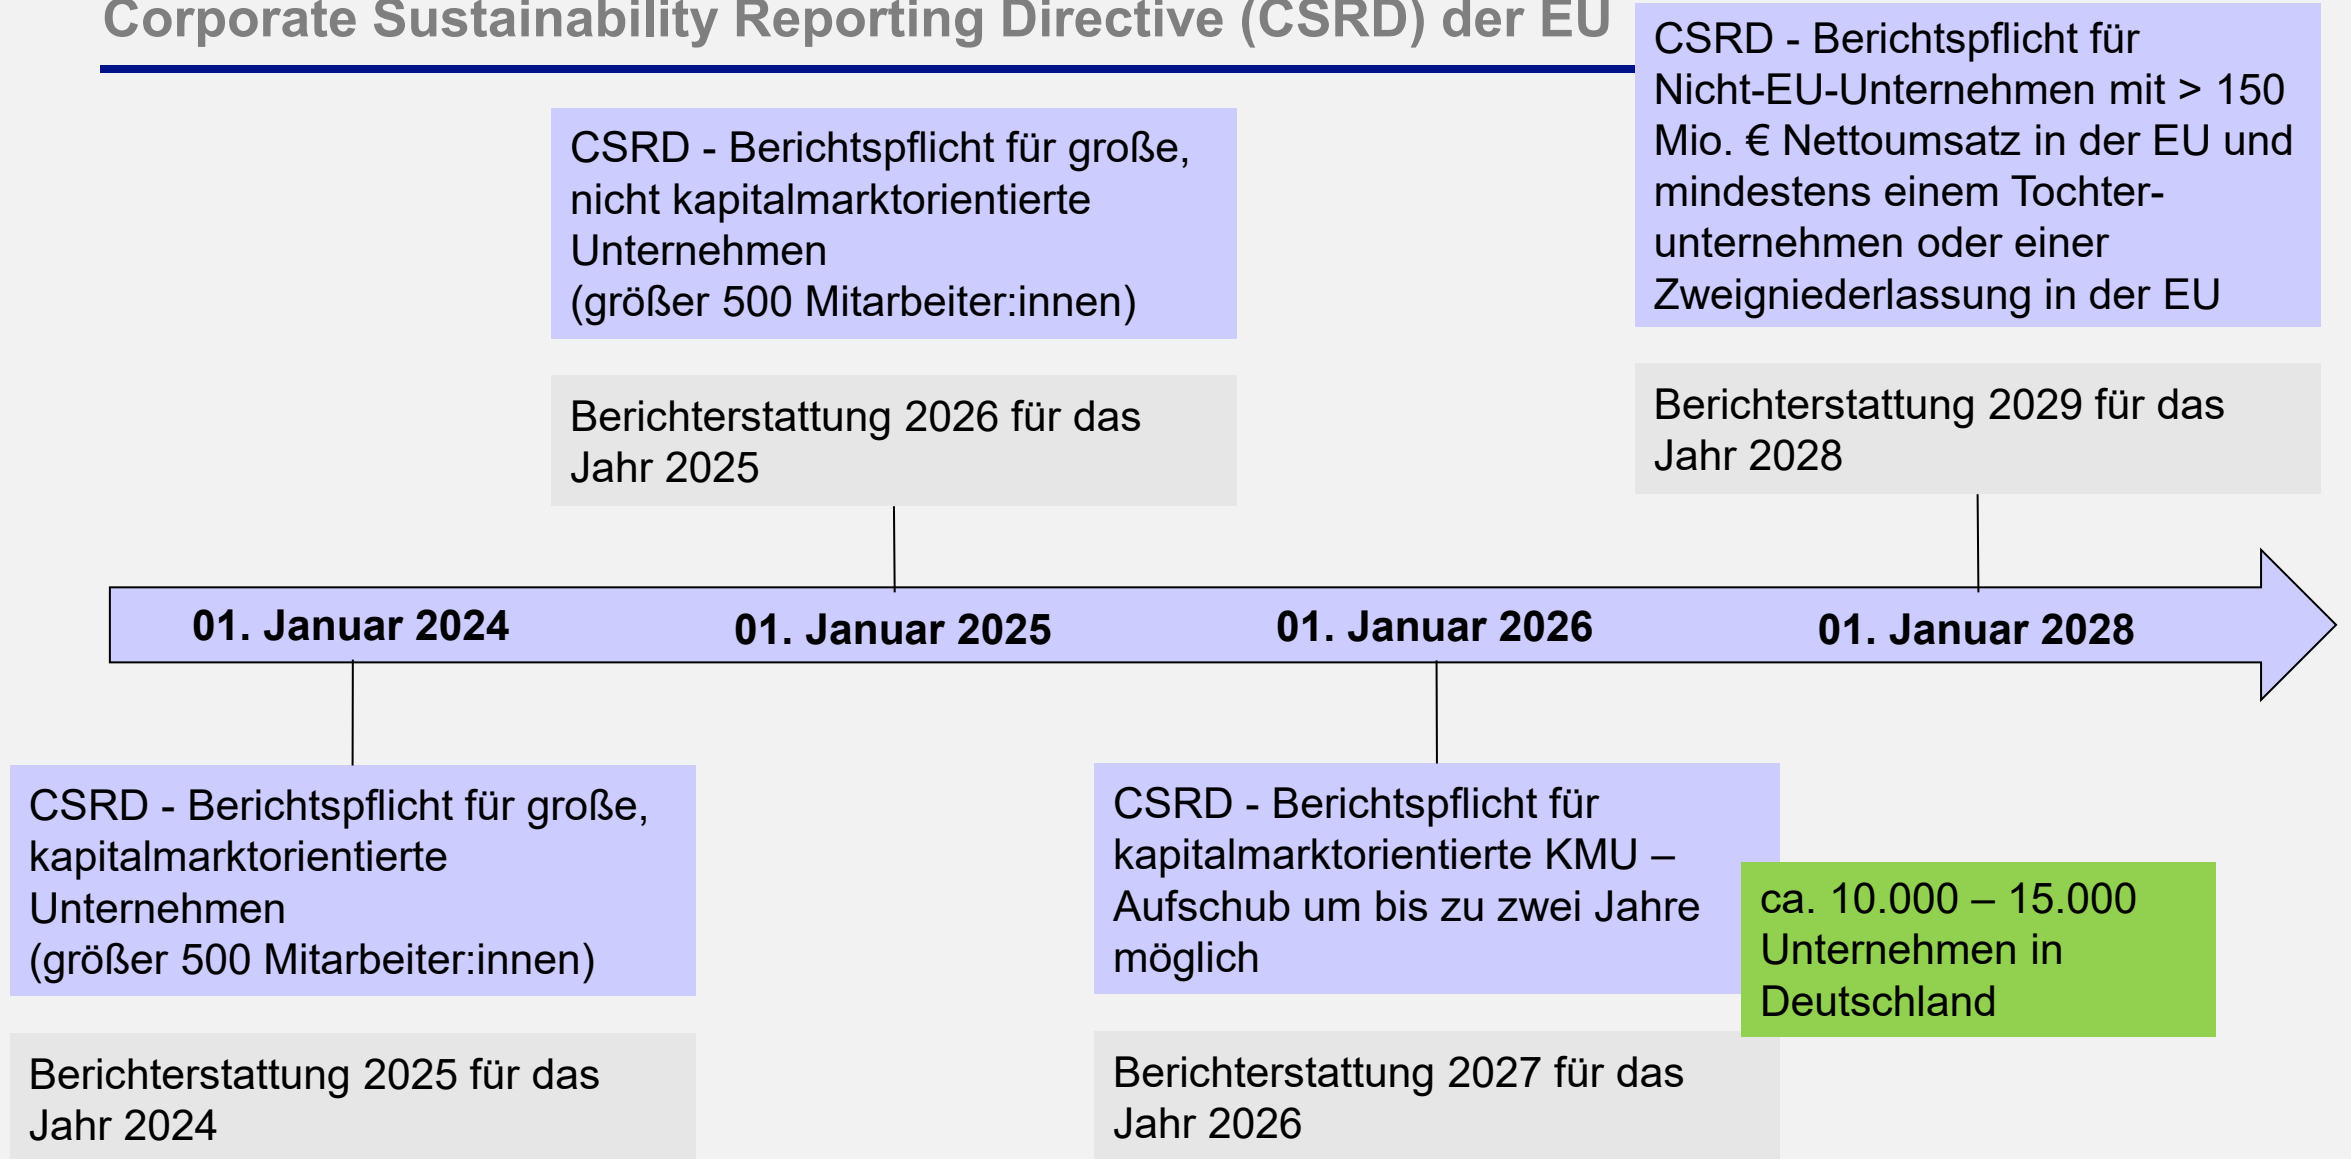 Corporate Sustainability Reporting Directive (CSRD) der EU
CSRD - Berichtspflicht für
Nicht-EU-Unternehmen mit > 150
Mio. € Nettoumsatz in der EU und
mindestens einem Tochter-
unternehmen oder einer
Zweigniederlassung in der EU
CSRD - Berichtspflicht für große,
nicht kapitalmarktorientierte
Unternehmen
(größer 500 Mitarbeiter:innen)
Berichterstattung 2026 für das
Jahr 2025
Berichterstattung 2029 für das
Jahr 2028
01. Januar 2024
01. Januar 2025
01. Januar 2026
01. Januar 2028
CSRD - Berichtspflicht für große,
kapitalmarktorientierte
Unternehmen
(größer 500 Mitarbeiter:innen)
Berichterstattung 2025 für das
Jahr 2024
CSRD - Berichtspflicht für
kapitalmarktorientierte KMU –
Aufschub um bis zu zwei Jahre
möglich
ca. 10.000 – 15.000
Unternehmen in
Deutschland
Berichterstattung 2027 für das
Jahr 2026